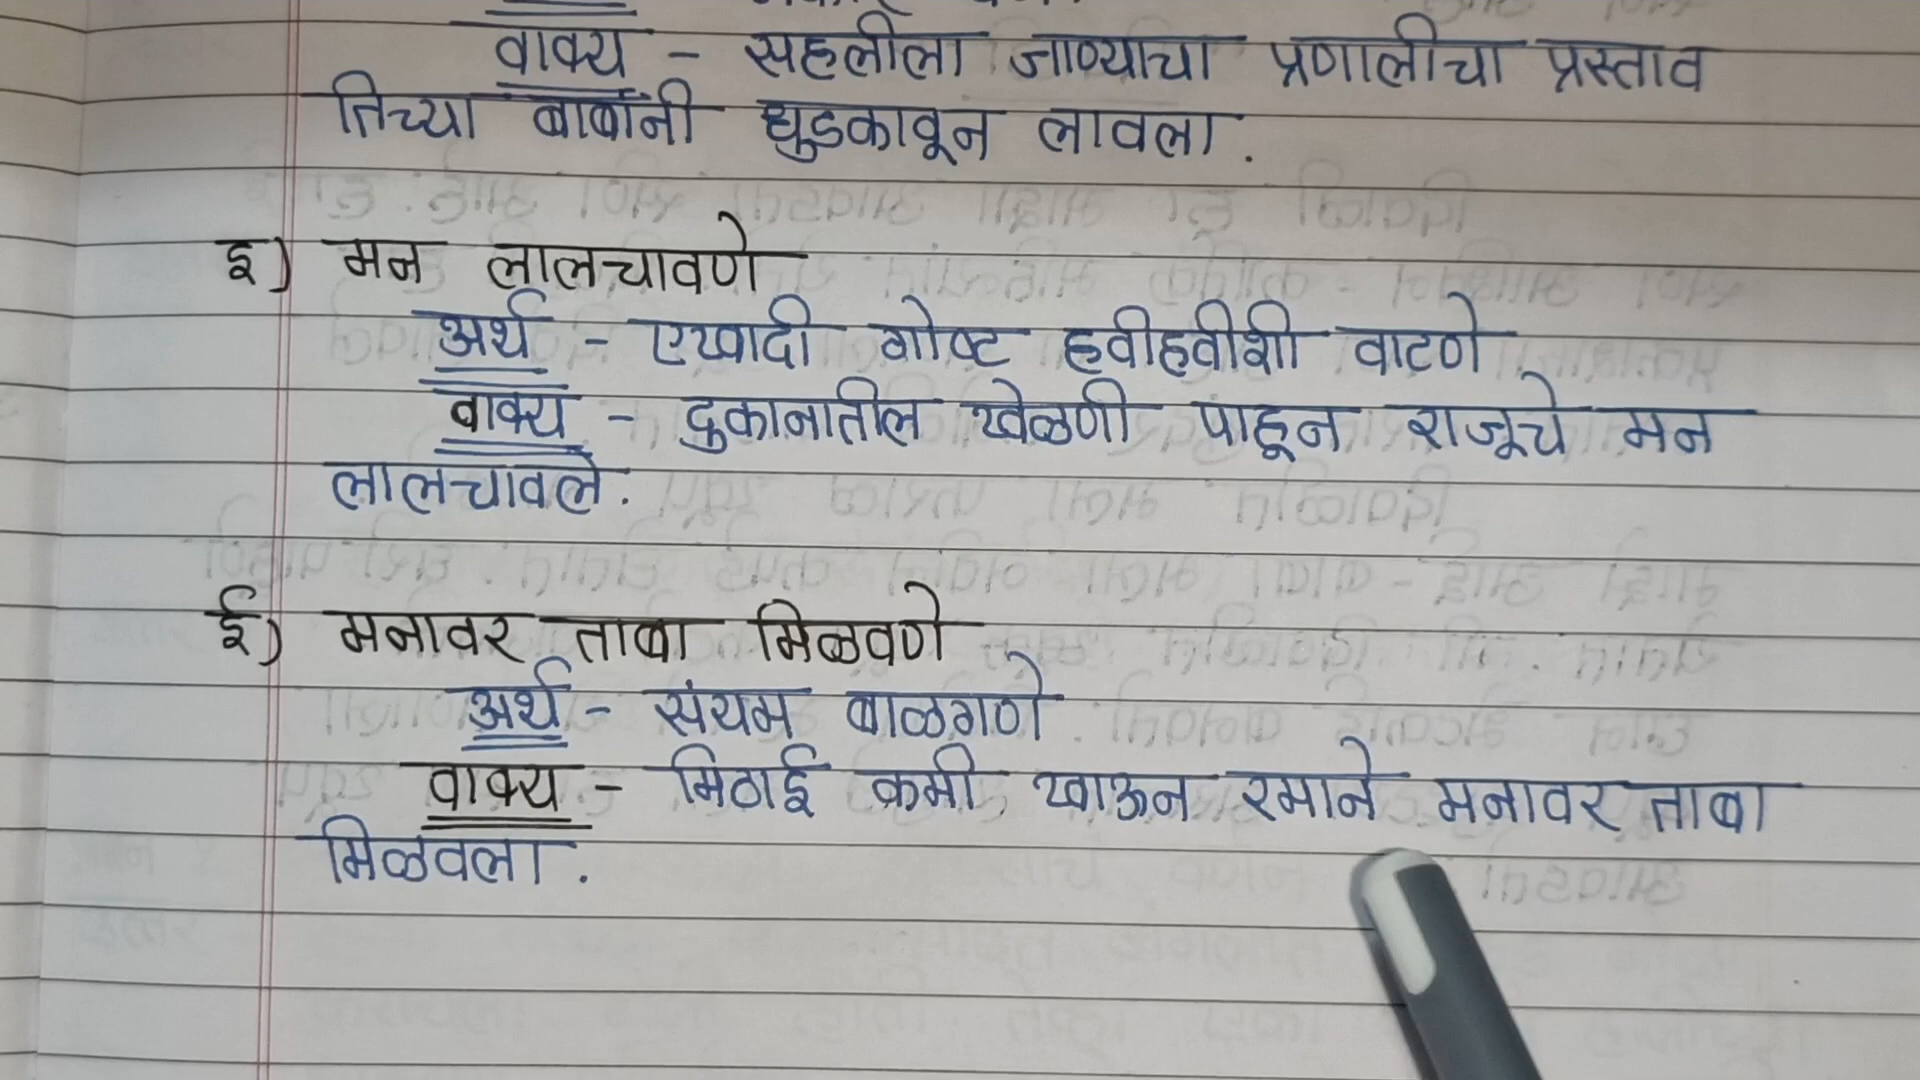 वाक्य - सहलीला जाण्याचा प्रणालीचा प्रस्ताव
तिच्या बाबांनी धुडकावून लावला.
इ) मन लालचावणे
अर्थ - एखादी गोष्ट हवीहवीशी वाटणे
वाक्य - दुकानातील खेळणी पाहून राजूचे मन
लालचावले.
ई) मनावर ताबा मिळवणे
अर्थ - संयम बाळगणे
वाक्य - मिठाई कमी खाऊन रमाने मनावर ताबा
मिळवला.